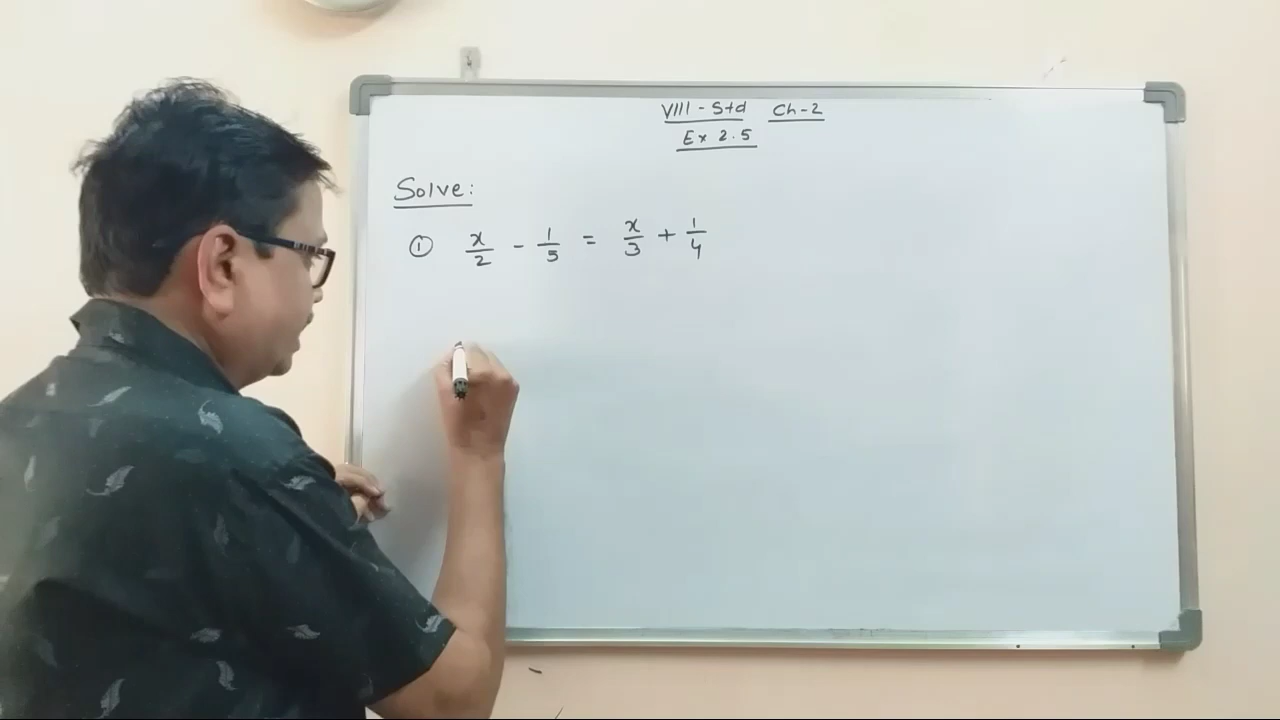 VIII - Std Ch-2
Ex 2.5
Solve:
① x/2 - 1/5 = x/3 + 1/4